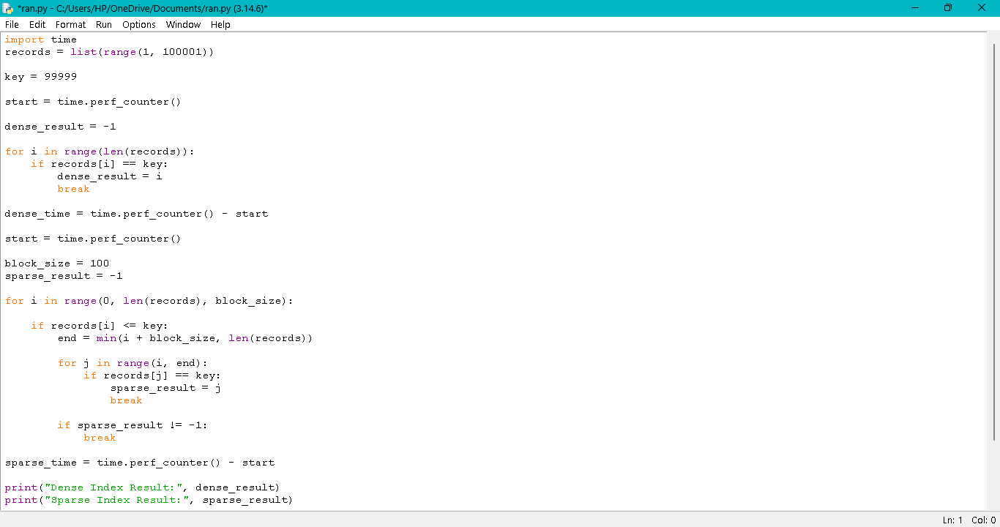 *ran.py - C:/Users/HP/OneDrive/Documents/ran.py (3.14.6)*
File Edit Format Run Options Window Help
import time
records = list(range(1, 100001))
key = 99999
start = time.perf_counter()
dense_result = -1
for i in range(len(records)):
    if records[i] == key:
        dense_result = i
        break
dense_time = time.perf_counter() - start
start = time.perf_counter()
block_size = 100
sparse_result = -1
for i in range(0, len(records), block_size):
    if records[i] <= key:
        end = min(i + block_size, len(records))
        for j in range(i, end):
            if records[j] == key:
                sparse_result = j
                break
        if sparse_result != -1:
            break
sparse_time = time.perf_counter() - start
print("Dense Index Result:", dense_result)
print("Sparse Index Result:", sparse_result)
Ln: 1 Col: 0